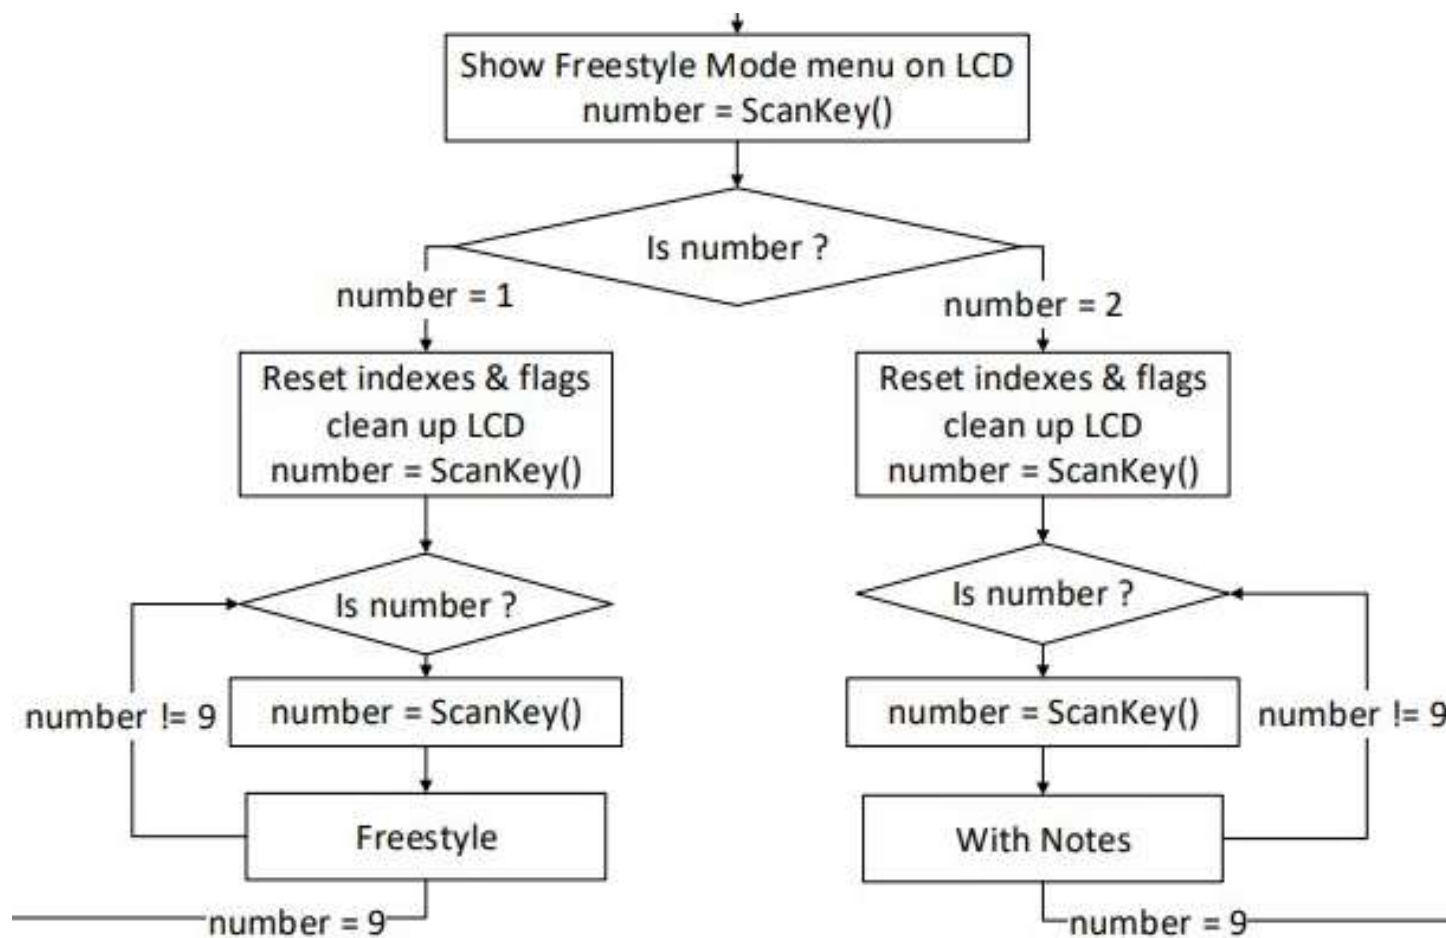 Show Freestyle Mode menu on LCD
number = ScanKey()
Is number ?
number = 1
number = 2
Reset indexes & flags
clean up LCD
number = ScanKey()
Reset indexes & flags
clean up LCD
number = ScanKey()
Is number ?
Is number ?
number != 9
number = ScanKey()
number = ScanKey()
number != 9
Freestyle
With Notes
number = 9
number = 9